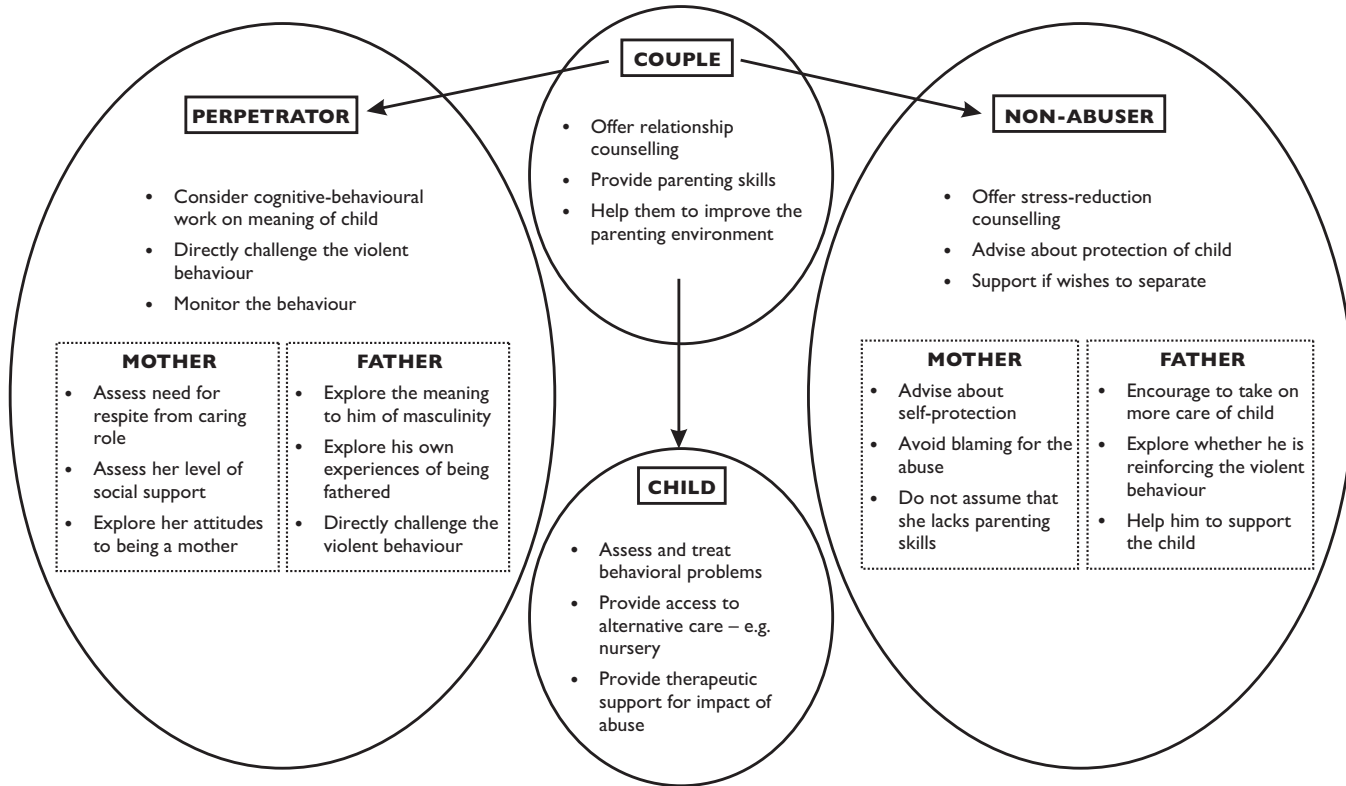 COUPLE
• Offer relationship
counselling
• Provide parenting skills
• Help them to improve the
parenting environment
PERPETRATOR
• Consider cognitive-behavioural
work on meaning of child
• Directly challenge the violent
behaviour
• Monitor the behaviour
MOTHER
• Assess need for
respite from caring
role
• Assess her level of
social support
• Explore her attitudes
to being a mother
FATHER
• Explore the meaning
to him of masculinity
• Explore his own
experiences of being
fathered
• Directly challenge the
violent behaviour
NON-ABUSER
• Offer stress-reduction
counselling
• Advise about protection of child
• Support if wishes to separate
MOTHER
• Advise about
self-protection
• Avoid blaming for the
abuse
• Do not assume that
she lacks parenting
skills
FATHER
• Encourage to take on
more care of child
• Explore whether he is
reinforcing the violent
behaviour
• Help him to support
the child
CHILD
• Assess and treat
behavioral problems
• Provide access to
alternative care – e.g.
nursery
• Provide therapeutic
support for impact of
abuse